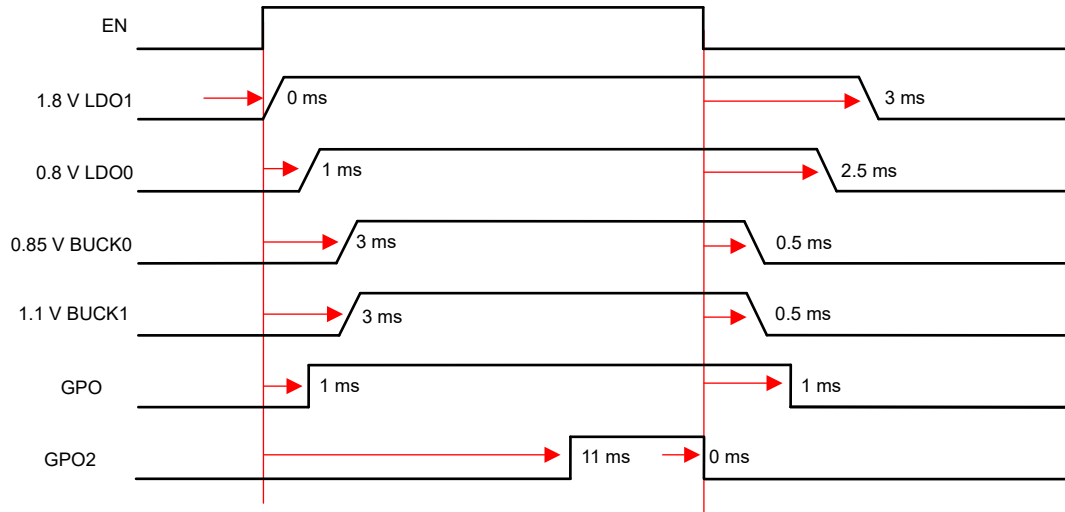 EN
1.8 V LDO1 0 ms 3 ms
0.8 V LDO0 1 ms 2.5 ms
0.85 V BUCK0 3 ms 0.5 ms
1.1 V BUCK1 3 ms 0.5 ms
GPO 1 ms 1 ms
GPO2 11 ms 0 ms